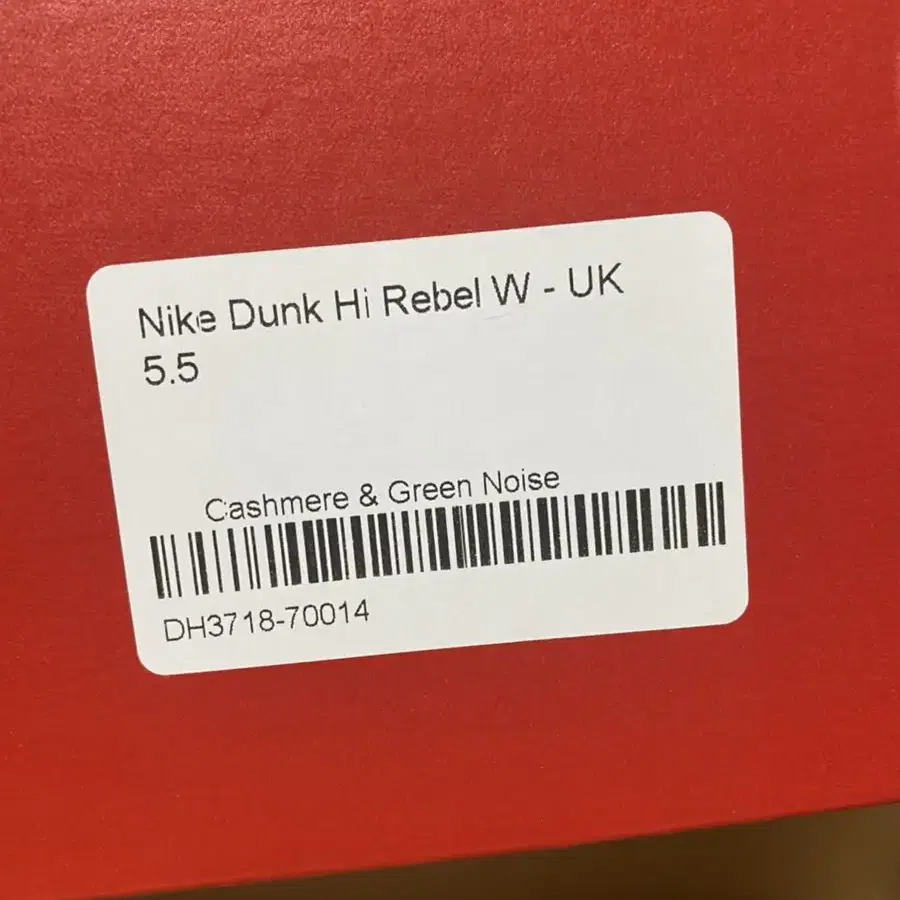 Nike Dunk Hi Rebel W - UK
5.5
Cashmere & Green Noise
DH3718-70014